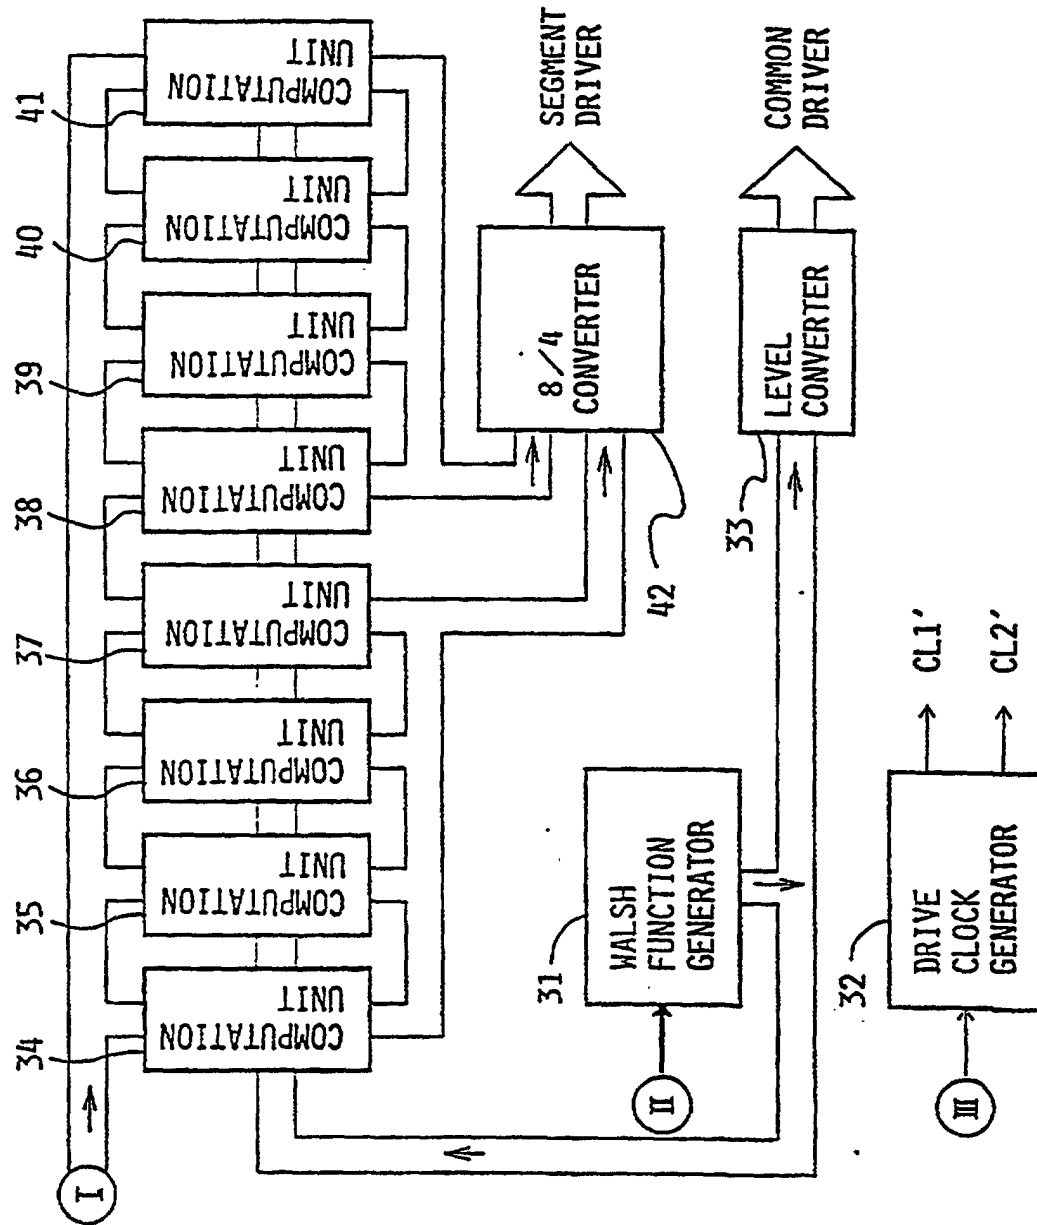 I
34
COMPUTATION
UNIT
35
COMPUTATION
UNIT
36
COMPUTATION
UNIT
37
COMPUTATION
UNIT
38
COMPUTATION
UNIT
39
COMPUTATION
UNIT
40
COMPUTATION
UNIT
41
COMPUTATION
UNIT
8/4
CONVERTER
42
SEGMENT
DRIVER
II
31
WALSH
FUNCTION
GENERATOR
33
LEVEL
CONVERTER
COMMON
DRIVER
III
32
DRIVE
CLOCK
GENERATOR
CL1'
CL2'